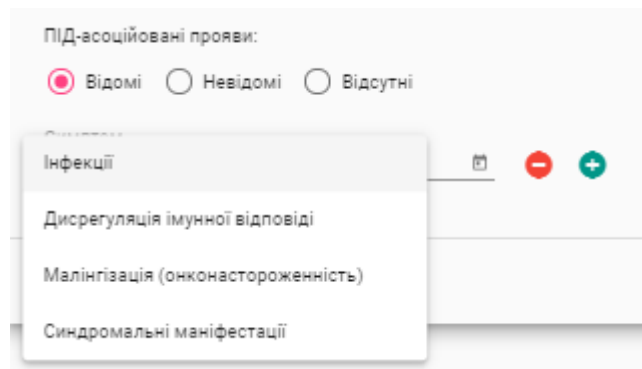 ПІД-асоційовані прояви:
Відомі Невідомі Відсутні
Інфекції
Дисрегуляція імунної відповіді
Малінгізація (онконастороженність)
Синдромальні маніфестації